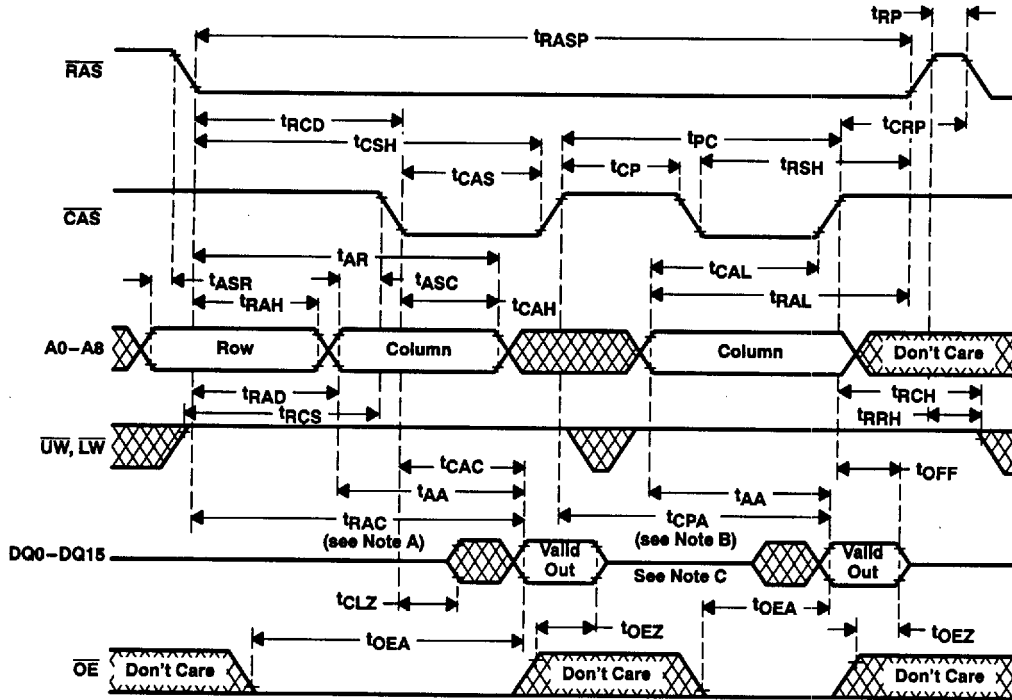 tRP
tRASP
RAS
tRCD
tCRP
tCSH
tPC
tCAS
tCP
tRSH
CAS
tAR
tASR
tASC
tCAL
tRAH
tCAH
tRAL
A0–A8
Row
Column
Column
Don't Care
tRAD
tRCH
tRCS
tRRH
UW, LW
tCAC
tOFF
tAA
tAA
tRAC
(see Note A)
tCPA
(see Note B)
DQ0–DQ15
Valid
Out
See Note C
Valid
Out
tCLZ
tOEA
tOEA
tOEZ
tOEZ
OE
Don't Care
Don't Care
Don't Care